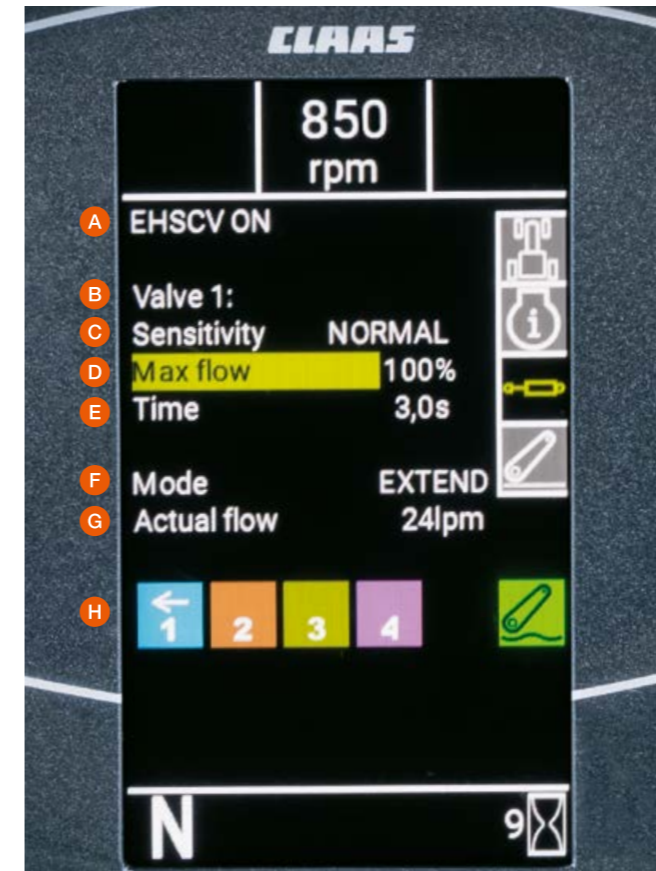 CLAAS
850
rpm
A EHSCV ON
B Valve 1:
C Sensitivity NORMAL
D Max flow 100%
E Time 3,0s
F Mode EXTEND
G Actual flow 24lpm
H 1 2 3 4
N 9
i